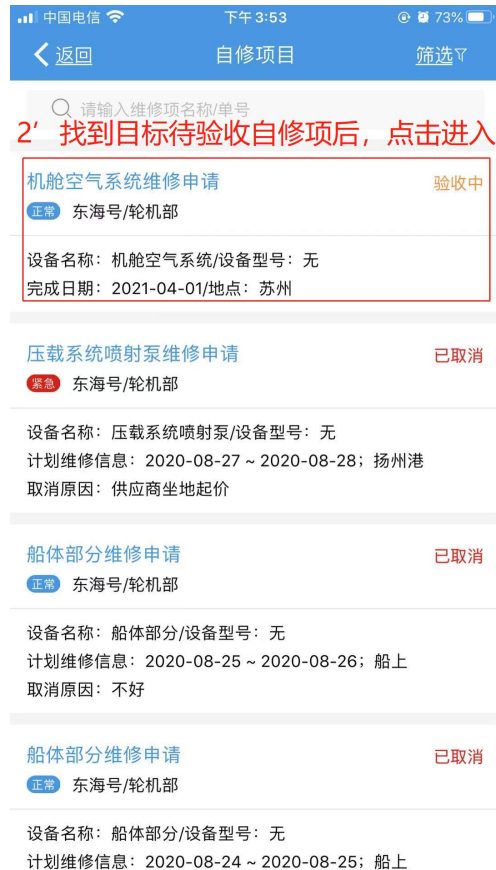 中国电信 下午3:53 73%
返回 自修项目 筛选
请输入维修项名称/单号
2’ 找到目标待验收自修项后，点击进入
机舱空气系统维修申请 验收中
正常 东海号/轮机部
设备名称：机舱空气系统/设备型号：无
完成日期：2021-04-01/地点：苏州
压载系统喷射泵维修申请 已取消
紧急 东海号/轮机部
设备名称：压载系统喷射泵/设备型号：无
计划维修信息：2020-08-27 ~ 2020-08-28；扬州港
取消原因：供应商坐地起价
船体部分维修申请 已取消
正常 东海号/轮机部
设备名称：船体部分/设备型号：无
计划维修信息：2020-08-25 ~ 2020-08-26；船上
取消原因：不好
船体部分维修申请 已取消
正常 东海号/轮机部
设备名称：船体部分/设备型号：无
计划维修信息：2020-08-24 ~ 2020-08-25；船上